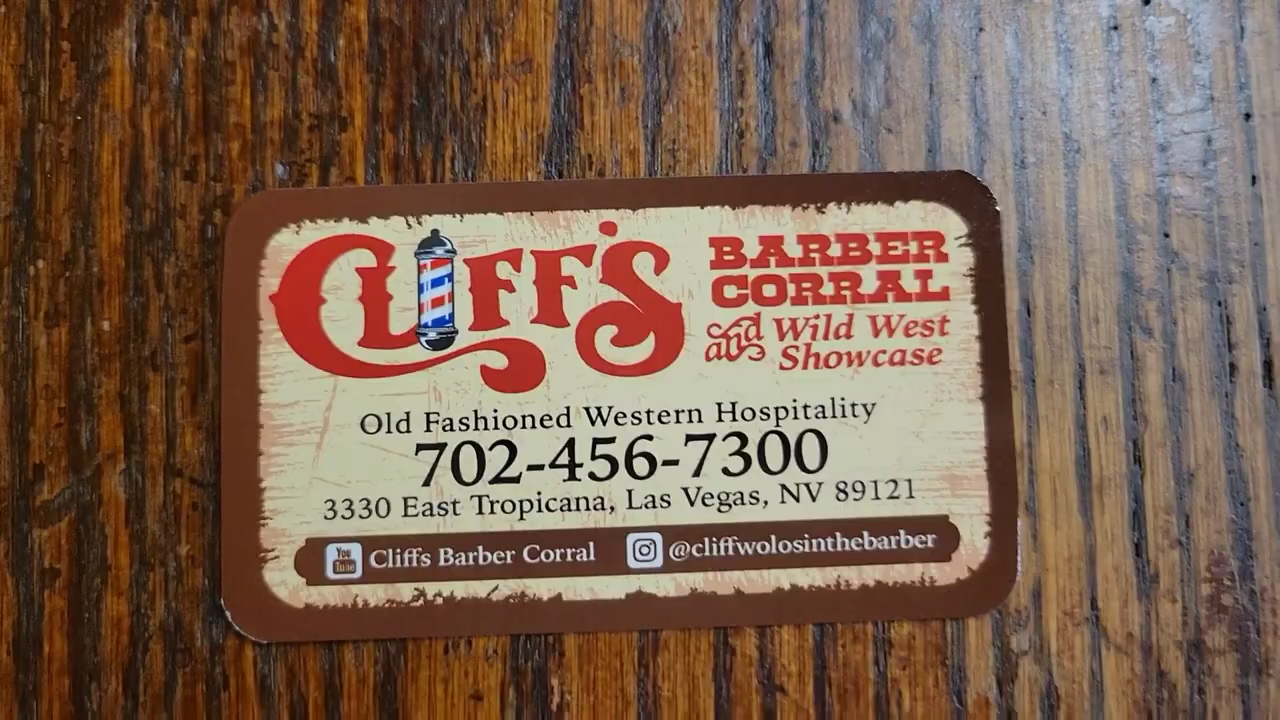 CLIFF'S
BARBER
CORRAL
and Wild West
Showcase
Old Fashioned Western Hospitality
702-456-7300
3330 East Tropicana, Las Vegas, NV 89121
You Tube Cliffs Barber Corral @cliffwolosinthebarber